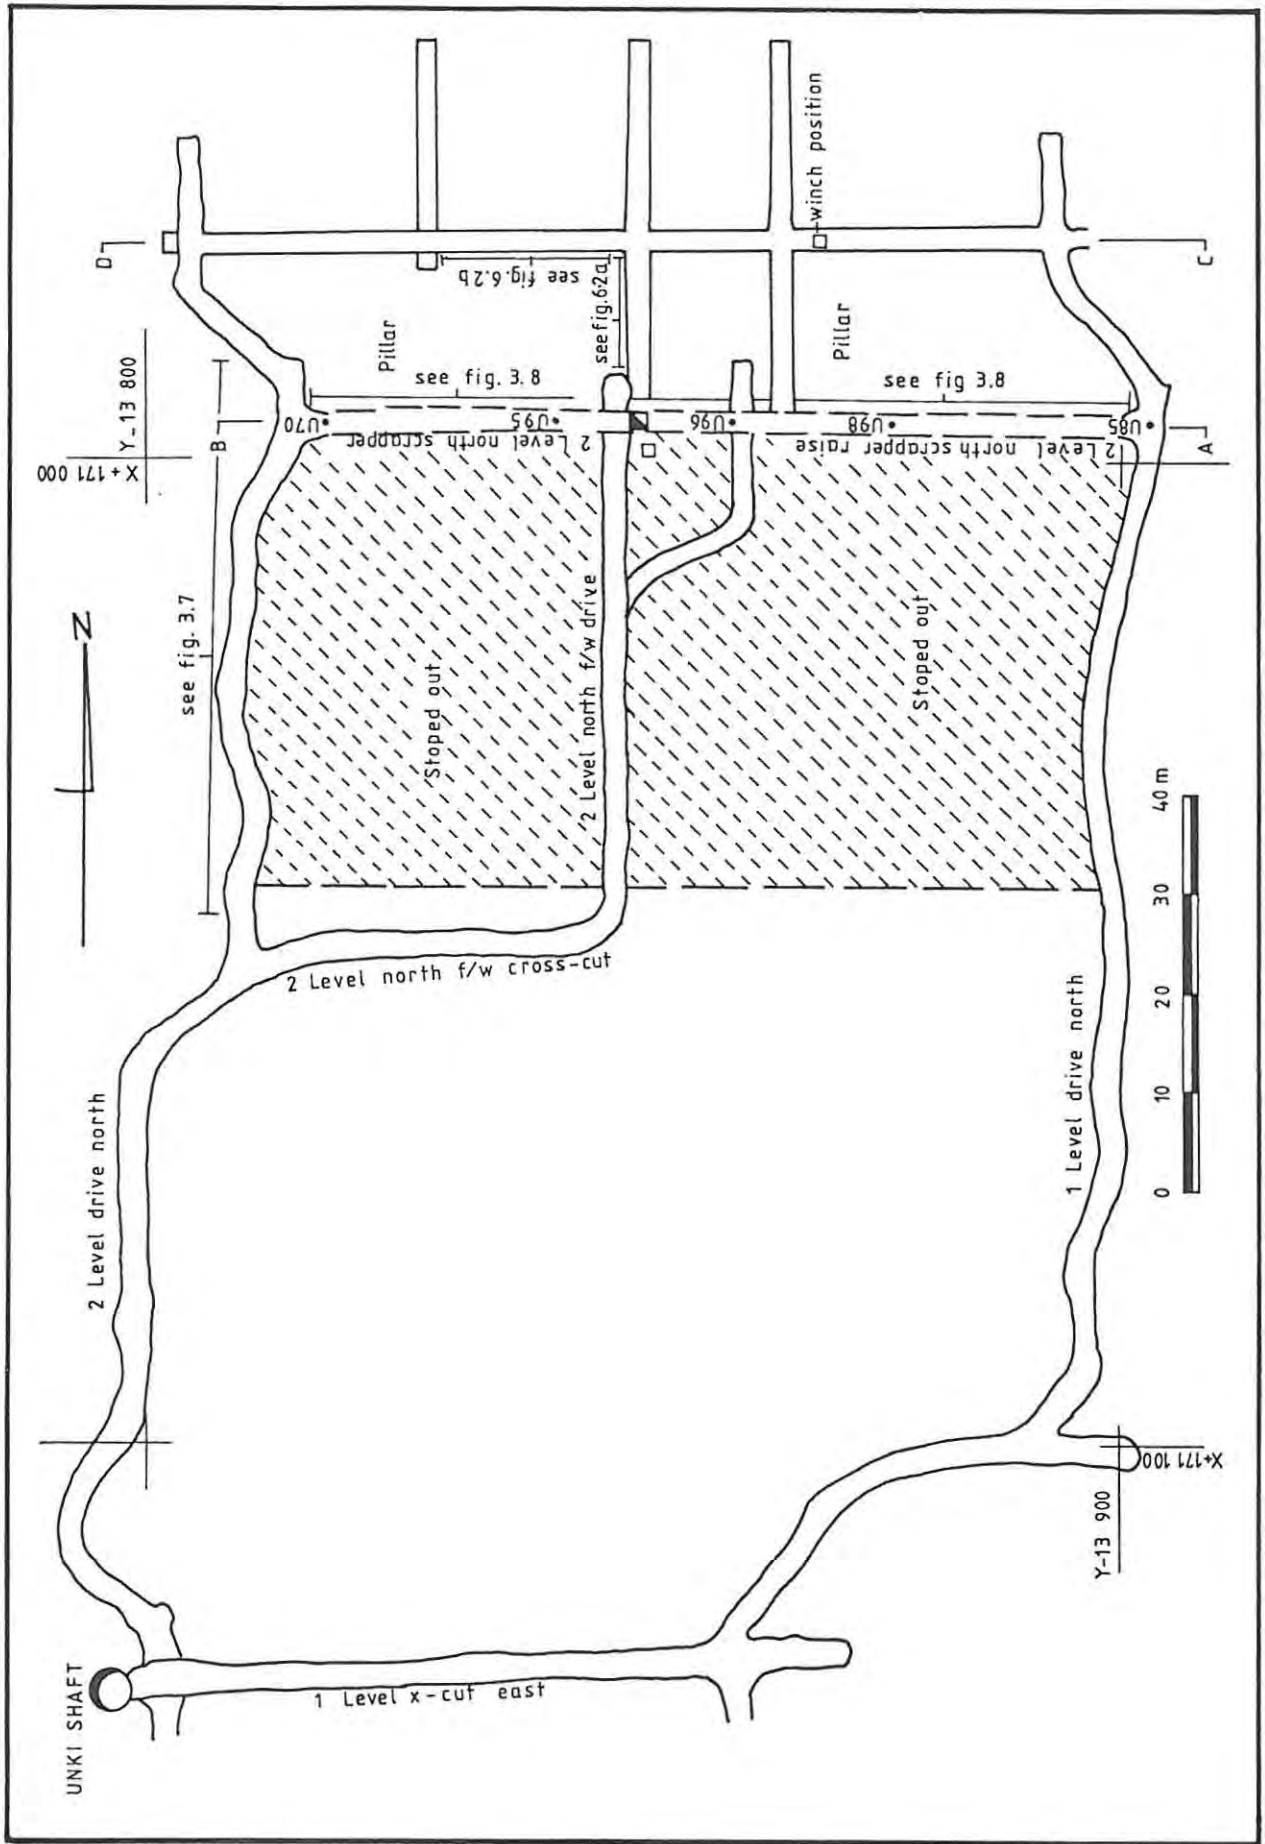 UNKI SHAFT
2 Level drive north
see fig. 3.7
N
X + 171 000
Y_13 800
B
D
U70
Pillar
see fig. 3.8
2 Level north scrapper
U95
see fig.6.2b
see fig.6.2a
2 Level north f/w drive
2 Level north f/w cross-cut
Stoped out
U96
2 Level north scrapper raise
U98
Pillar
winch position
see fig 3.8
U85
A
C
Stoped out
1 Level drive north
0 10 20 30 40 m
1 Level x-cut east
Y-13 900
X+171 100